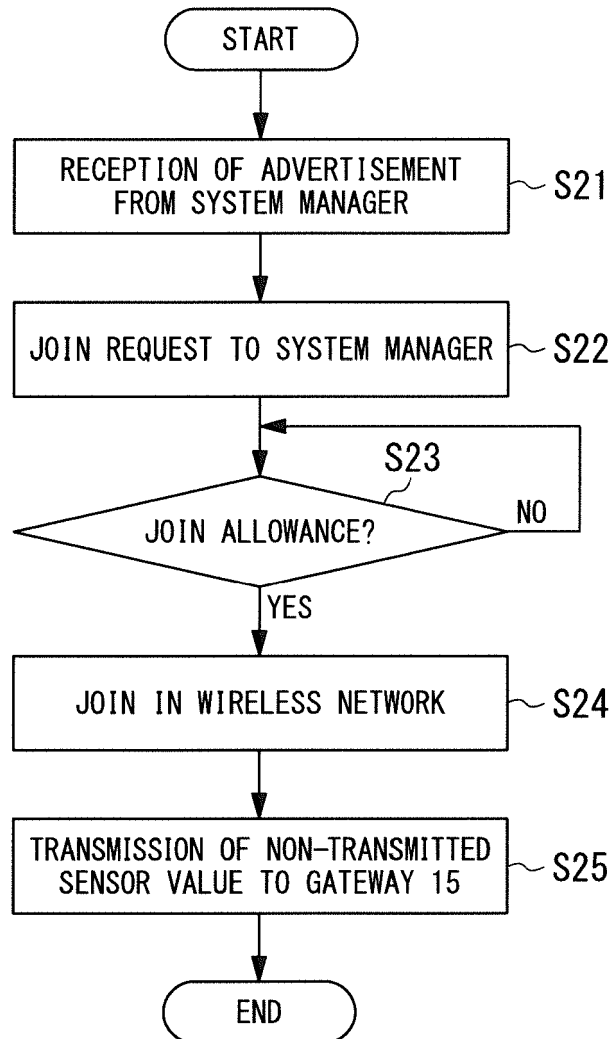 START
RECEPTION OF ADVERTISEMENT
FROM SYSTEM MANAGER
S21
JOIN REQUEST TO SYSTEM MANAGER
S22
S23
JOIN ALLOWANCE?
NO
YES
JOIN IN WIRELESS NETWORK
S24
TRANSMISSION OF NON-TRANSMITTED
SENSOR VALUE TO GATEWAY 15
S25
END